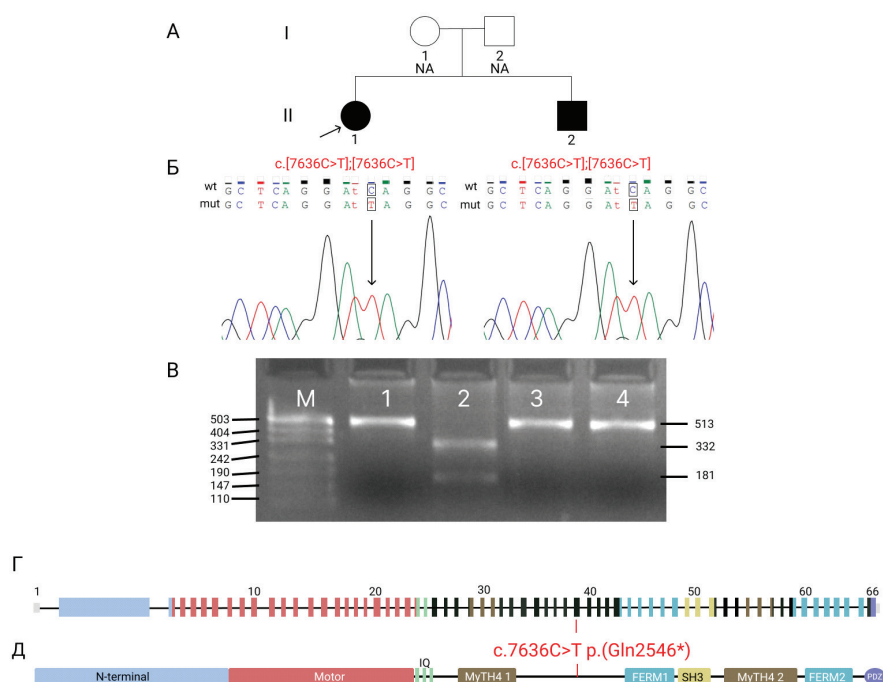 А
I
1
2
NA
NA
II
1
2
Б
c.[7636C>T];[7636C>T]
c.[7636C>T];[7636C>T]
wt G C T C A G G A t C A G G C
mut G C T C A G G A t T A G G C
wt G C T C A G G A t C A G G C
mut G C T C A G G A t T A G G C
В
M 1 2 3 4
503
404
331
242
190
147
110
513
332
181
Г
1 10 20 30 40 50 60 66
c.7636C>T p.(Gln2546*)
Д
IQ
N-terminal Motor MyTH4 1 FERM1 SH3 MyTH4 2 FERM2 PDZ